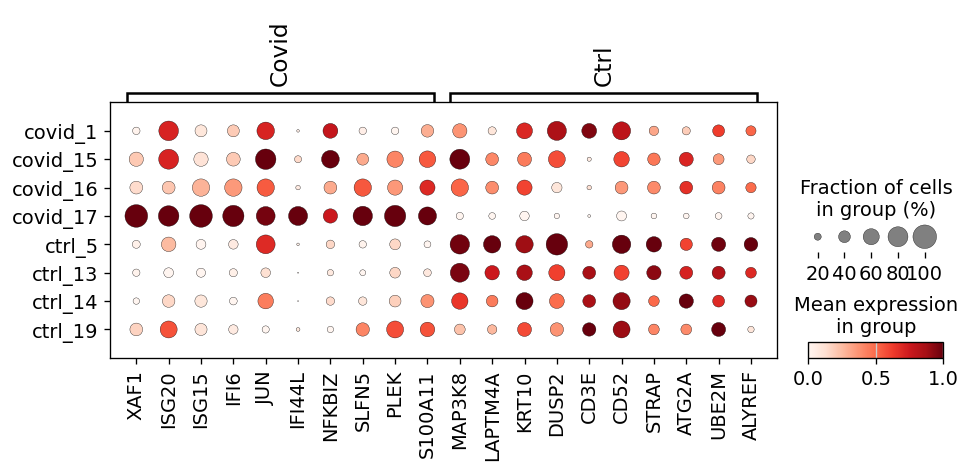 Covid
Ctrl
covid_1
covid_15
covid_16
covid_17
ctrl_5
ctrl_13
ctrl_14
ctrl_19
XAF1
ISG20
ISG15
IFI6
JUN
IFI44L
NFKBIZ
SLFN5
PLEK
S100A11
MAP3K8
LAPTM4A
KRT10
DUSP2
CD3E
CD52
STRAP
ATG2A
UBE2M
ALYREF
Fraction of cells
in group (%)
20 40 60 80 100
Mean expression
in group
0.0 0.5 1.0